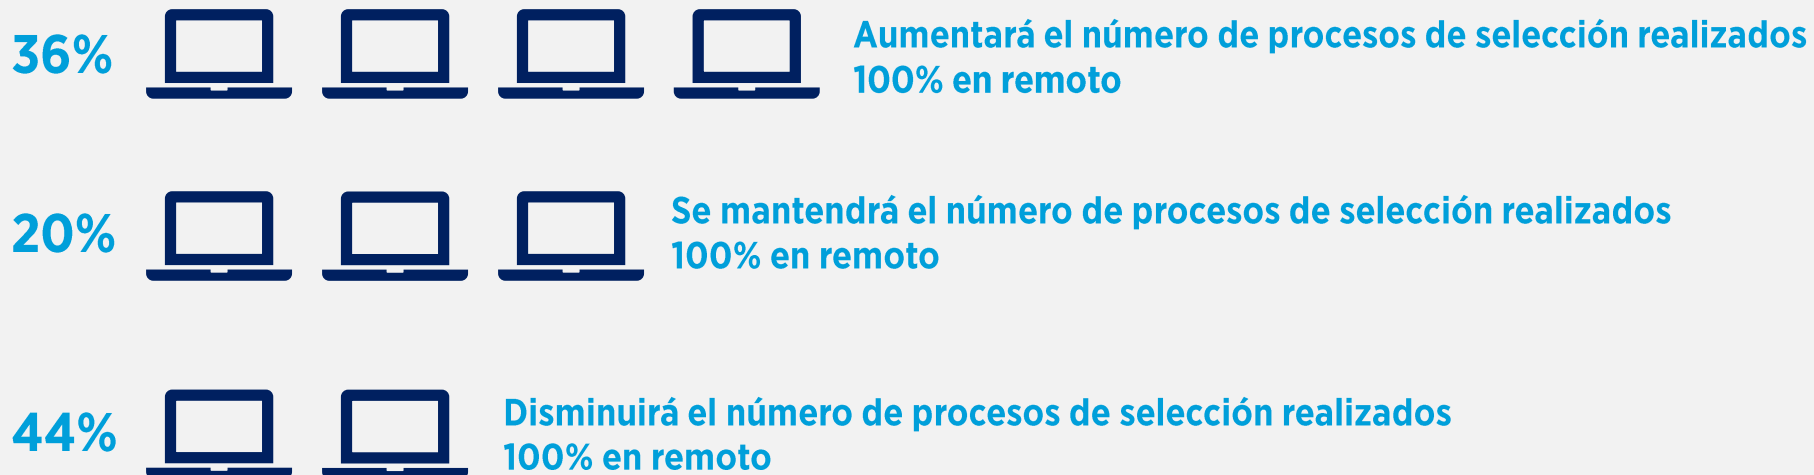 36%
Aumentará el número de procesos de selección realizados
100% en remoto
20%
Se mantendrá el número de procesos de selección realizados
100% en remoto
44%
Disminuirá el número de procesos de selección realizados
100% en remoto